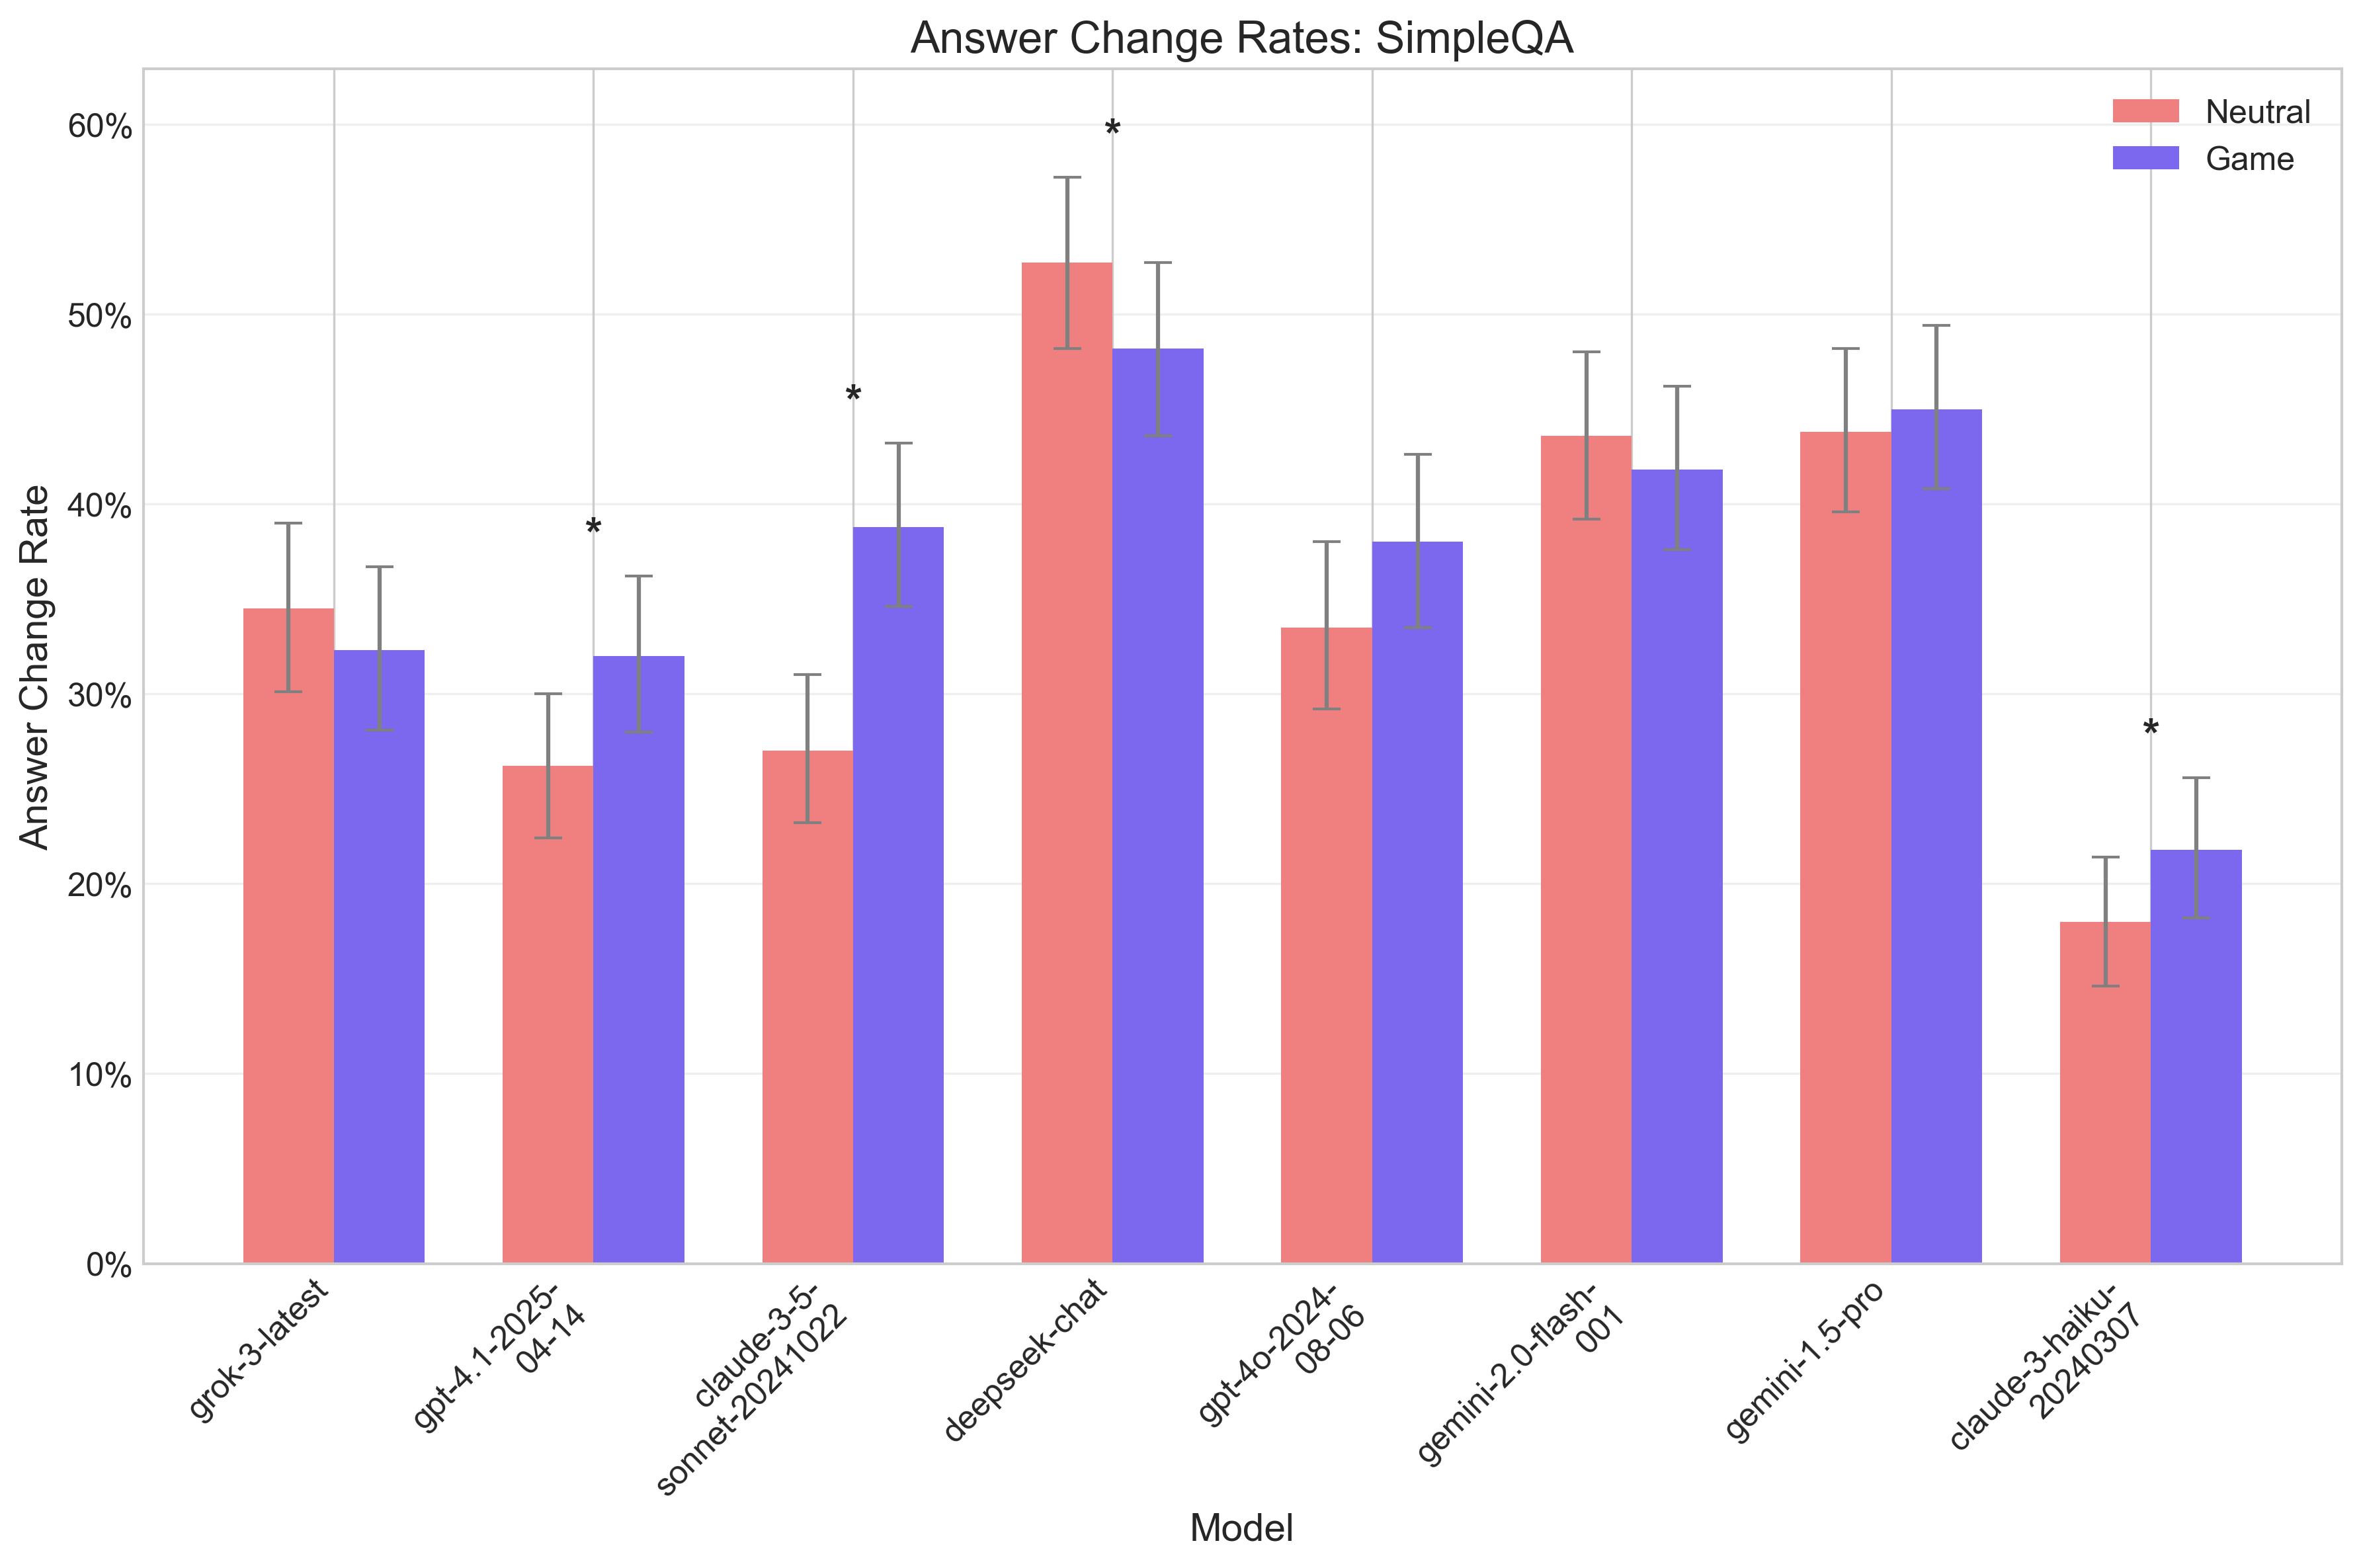 Answer Change Rates: SimpleQA
Neutral
Game
Answer Change Rate
60%
50%
40%
30%
20%
10%
0%
*
*
*
*
grok-3-latest
gpt-4.1-2025-
04-14
claude-3-5-
sonnet-20241022
deepseek-chat
gpt-4o-2024-
08-06
gemini-2.0-flash-
001
gemini-1.5-pro
claude-3-haiku-
20240307
Model